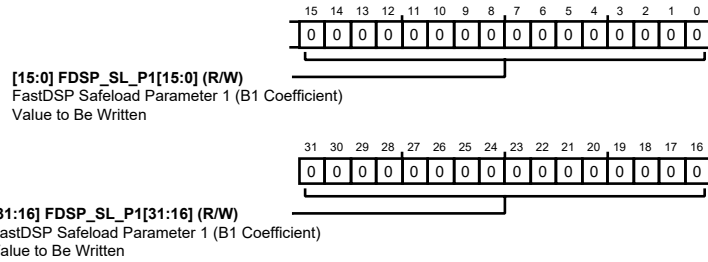 15 14 13 12 11 10 9 8 7 6 5 4 3 2 1 0
0 0 0 0 0 0 0 0 0 0 0 0 0 0 0 0
[15:0] FDSP_SL_P1[15:0] (R/W)
FastDSP Safeload Parameter 1 (B1 Coefficient)
Value to Be Written
31 30 29 28 27 26 25 24 23 22 21 20 19 18 17 16
0 0 0 0 0 0 0 0 0 0 0 0 0 0 0 0
31:16] FDSP_SL_P1[31:16] (R/W)
astDSP Safeload Parameter 1 (B1 Coefficient)
alue to Be Written